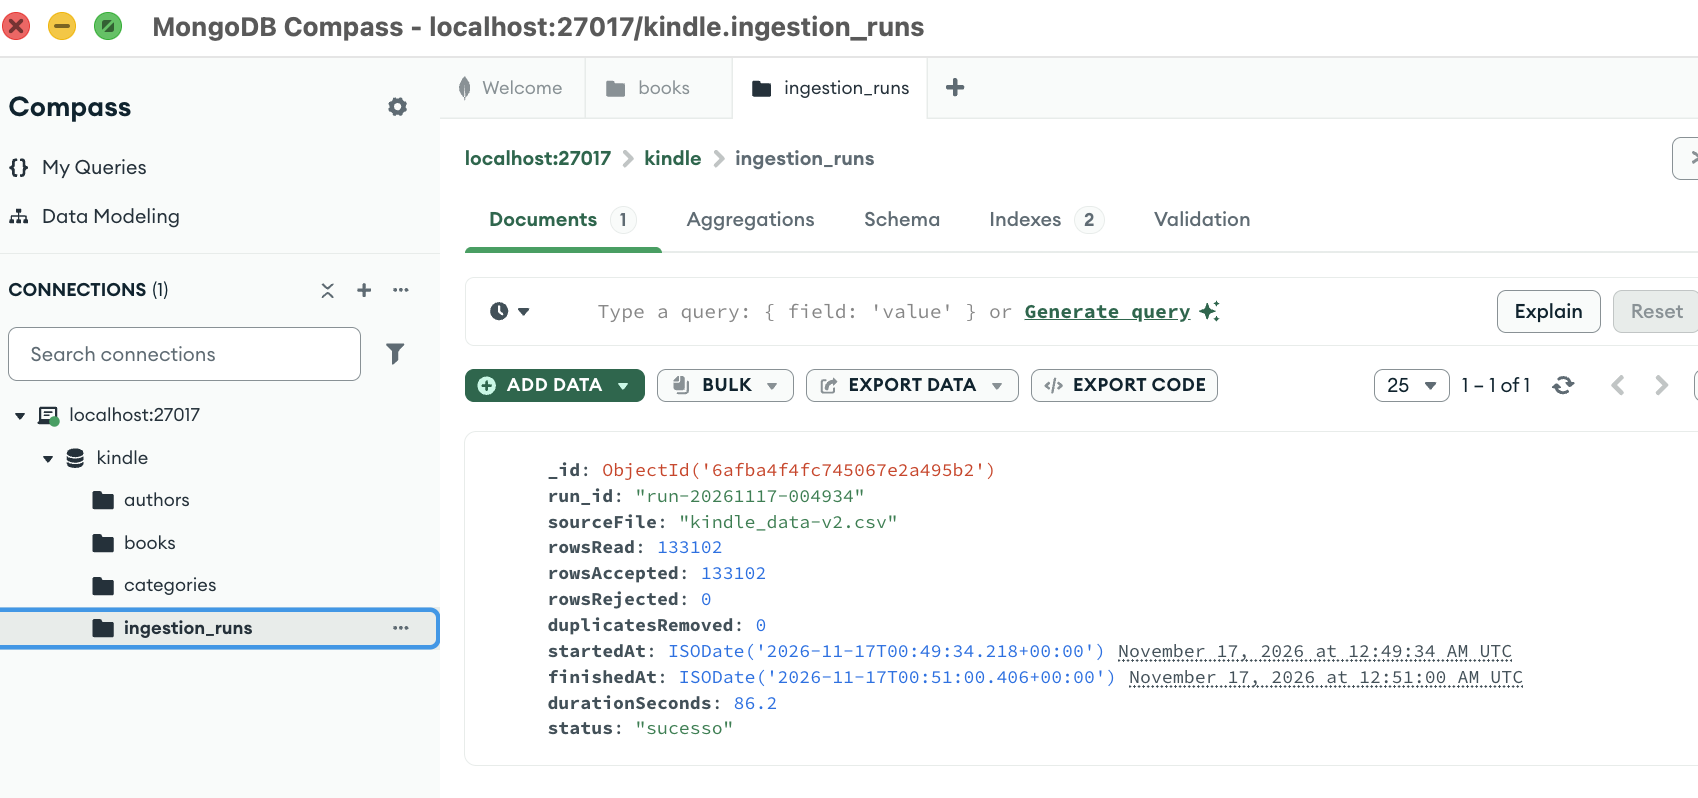 MongoDB Compass - localhost:27017/kindle.ingestion_runs
Compass
My Queries
Data Modeling
CONNECTIONS (1)
Search connections
localhost:27017
kindle
authors
books
categories
ingestion_runs
Welcome
books
ingestion_runs
localhost:27017 > kindle > ingestion_runs
Documents 1 Aggregations Schema Indexes 2 Validation
Type a query: { field: 'value' } or Generate query
Explain Reset
ADD DATA BULK EXPORT DATA EXPORT CODE 25 1 – 1 of 1
_id: ObjectId('6afba4f4fc745067e2a495b2')
run_id: "run-20261117-004934"
sourceFile: "kindle_data-v2.csv"
rowsRead: 133102
rowsAccepted: 133102
rowsRejected: 0
duplicatesRemoved: 0
startedAt: ISODate('2026-11-17T00:49:34.218+00:00') November 17, 2026 at 12:49:34 AM UTC
finishedAt: ISODate('2026-11-17T00:51:00.406+00:00') November 17, 2026 at 12:51:00 AM UTC
durationSeconds: 86.2
status: "sucesso"